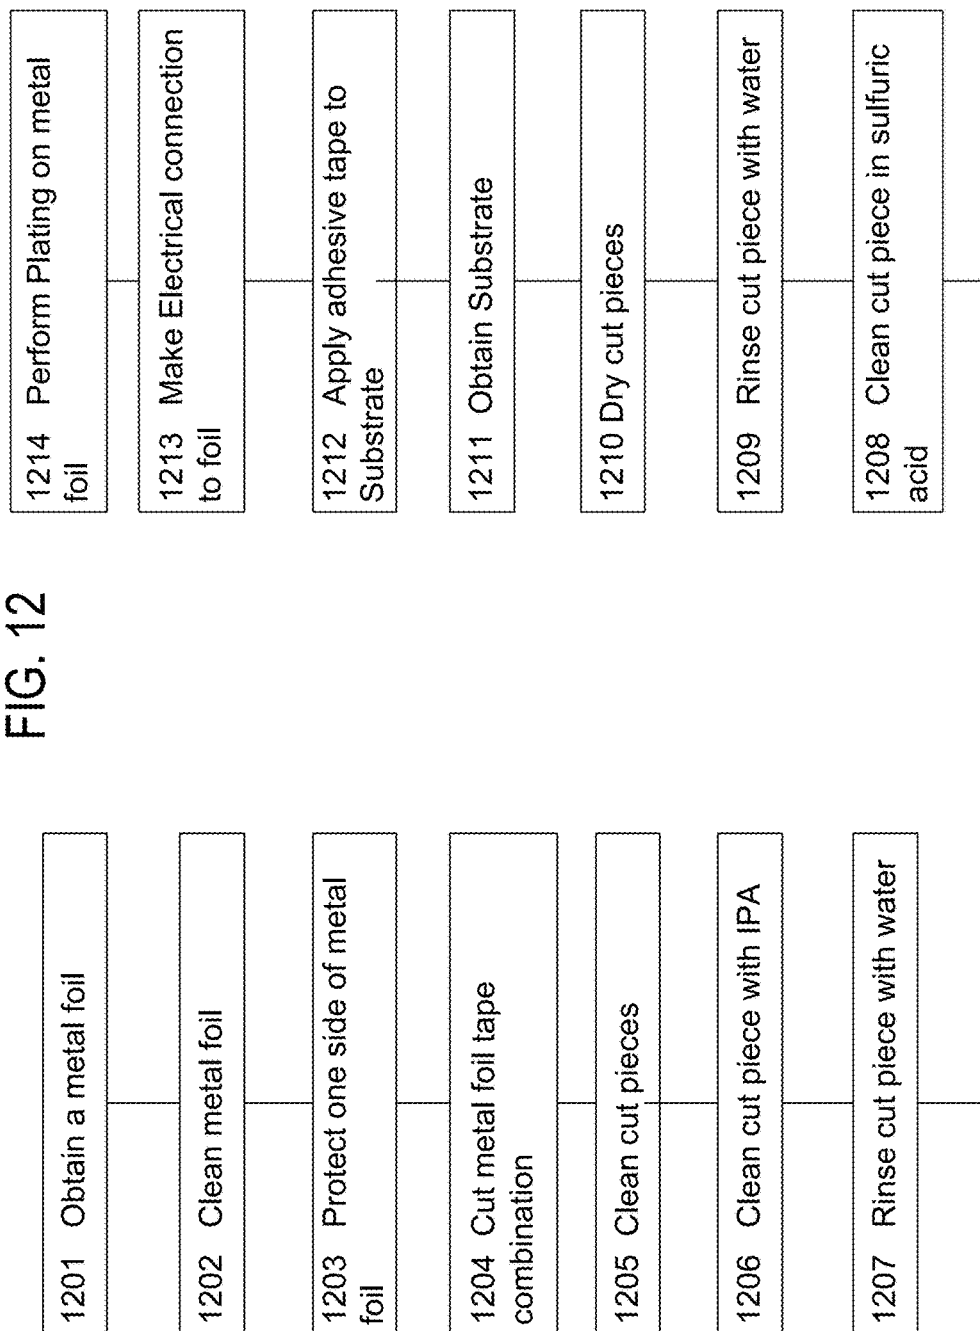 FIG. 12
1201 Obtain a metal foil
1202 Clean metal foil
1203 Protect one side of metal
foil
1204 Cut metal foil tape
combination
1205 Clean cut pieces
1206 Clean cut piece with IPA
1207 Rinse cut piece with water
1208 Clean cut piece in sulfuric
acid
1209 Rinse cut piece with water
1210 Dry cut pieces
1211 Obtain Substrate
1212 Apply adhesive tape to
Substrate
1213 Make Electrical connection
to foil
1214 Perform Plating on metal
foil